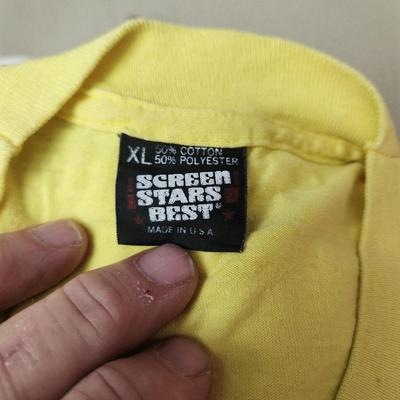 XL 50% COTTON
50% POLYESTER
SCREEN
STARS
BEST®
MADE IN U.S.A.